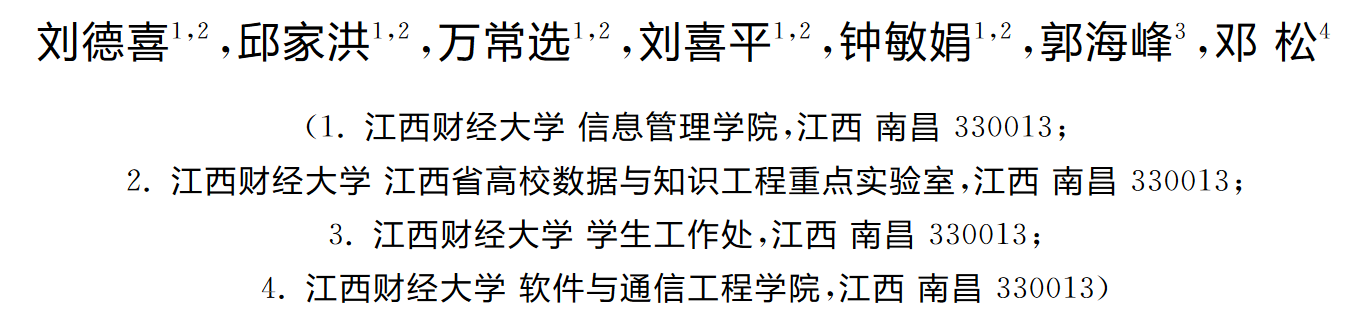 刘德喜1,2,邱家洪1,2,万常选1,2,刘喜平1,2,钟敏娟1,2,郭海峰3,邓 松4
(1. 江西财经大学 信息管理学院,江西 南昌 330013;
2. 江西财经大学 江西省高校数据与知识工程重点实验室,江西 南昌 330013;
3. 江西财经大学 学生工作处,江西 南昌 330013;
4. 江西财经大学 软件与通信工程学院,江西 南昌 330013)